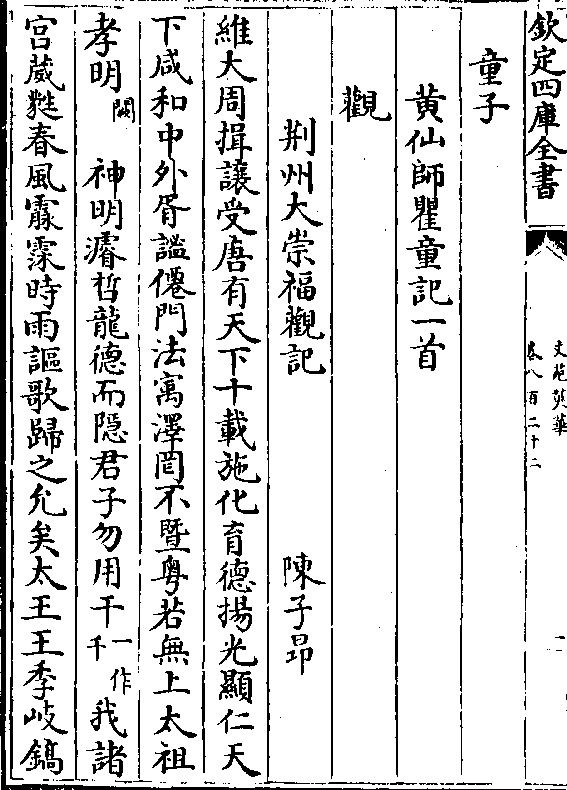 欽定四庫全書
文苑英華
卷八百二十二
一
童子
黄仙師瞿童記一首
觀
荆州大崇福觀記 陳子昂
維大周揖讓受唐有天下十載施化育德揚光顯仁天
下咸和中外胥謐僊門法寓澤罔不暨粤若無上太祖
孝明闕神明濬哲龍德而隱君子勿用干一作千我諸
宫葳蕤春風霢霂時雨謳歌歸之允矣太王王季岐鎬